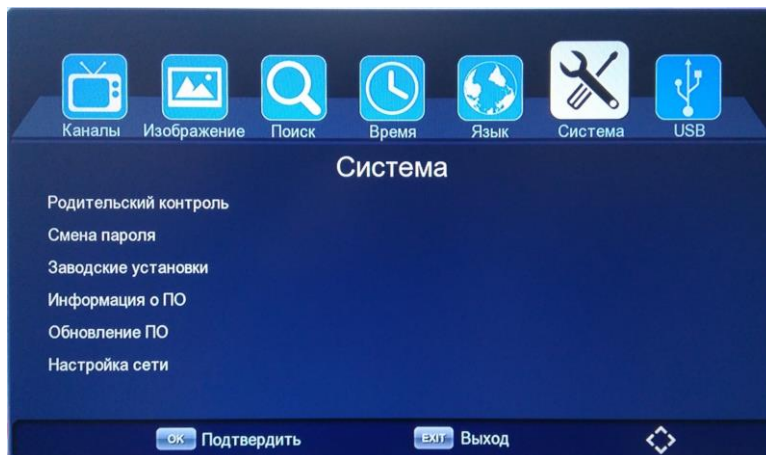 Каналы Изображение Поиск Время Язык Система USB
Система
Родительский контроль
Смена пароля
Заводские установки
Информация о ПО
Обновление ПО
Настройка сети
OK Подтвердить EXIT Выход